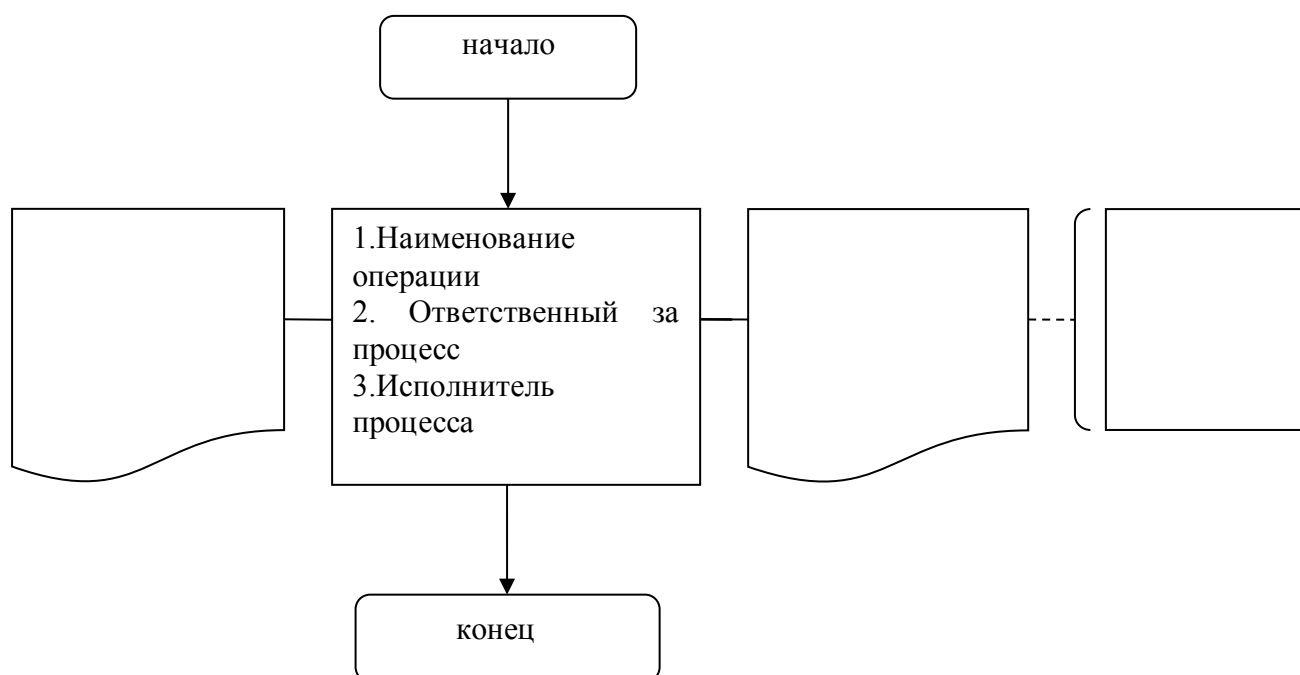 начало
1.Наименование
операции
2. Ответственный за
процесс
3.Исполнитель
процесса
конец